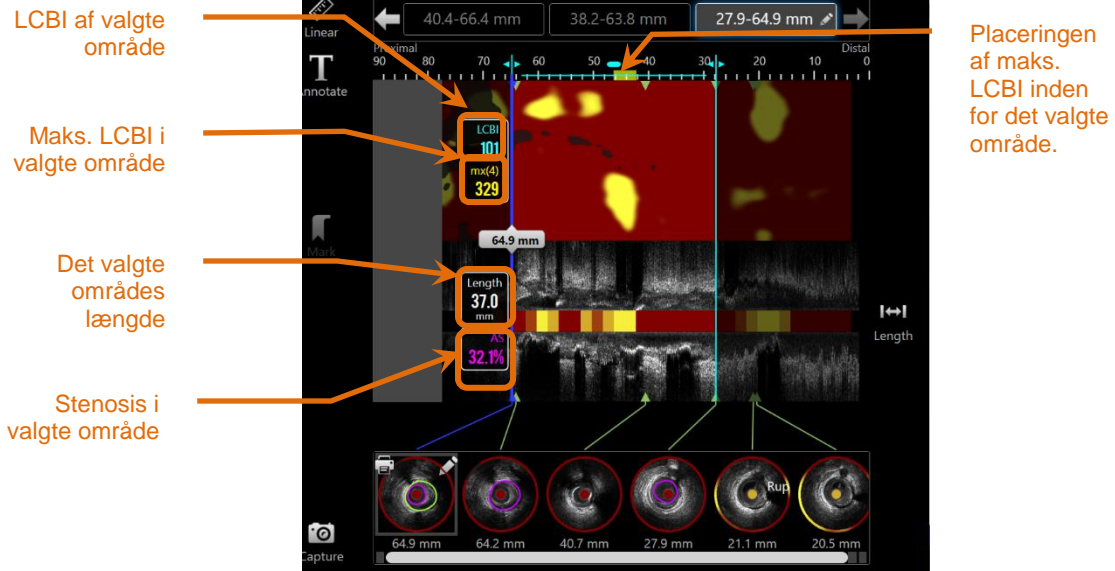 LCBI af valgte
område
Maks. LCBI i
valgte område
Det valgte
områdes
længde
Stenosis i
valgte område
Linear
Annotate
Mark
Capture
40.4-66.4 mm
38.2-63.8 mm
27.9-64.9 mm
Proximal
Distal
90 80 70 60 50 40 30 20 10 0
LCBI
101
mx(4)
329
64.9 mm
Length
37.0
mm
AS
32.1%
Length
Rup
64.9 mm
64.2 mm
40.7 mm
27.9 mm
21.1 mm
20.5 mm
Placeringen
af maks.
LCBI inden
for det valgte
område.